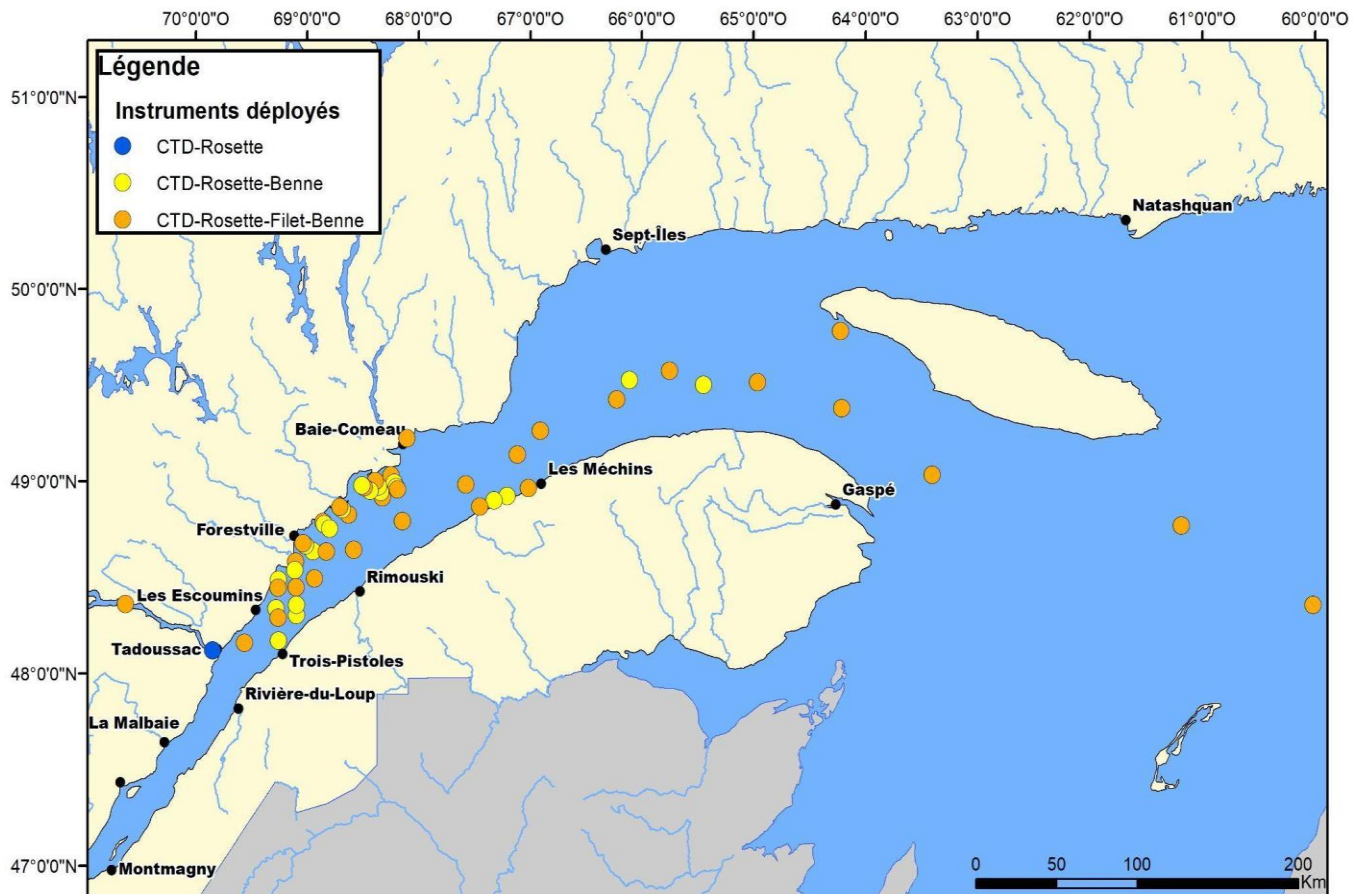 70°0'0"O 69°0'0"O 68°0'0"O 67°0'0"O 66°0'0"O 65°0'0"O 64°0'0"O 63°0'0"O 62°0'0"O 61°0'0"O 60°0'0"O
Légende
Instruments déployés
CTD-Rosette
CTD-Rosette-Benne
CTD-Rosette-Filet-Benne
51°0'0"N
Natashquan
Sept-Îles
50°0'0"N
Baie-Comeau
49°0'0"N
Les Méchins
Gaspé
Forestville
Rimouski
Les Escoumins
Tadoussac
Trois-Pistoles
48°0'0"N
Rivière-du-Loup
La Malbaie
47°0'0"N
Montmagny
0 50 100 200
Km